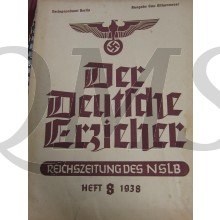 Der
Deutsche
Erzieher
REICHSZEITUNG DES NSLB
HEFT 8 1938